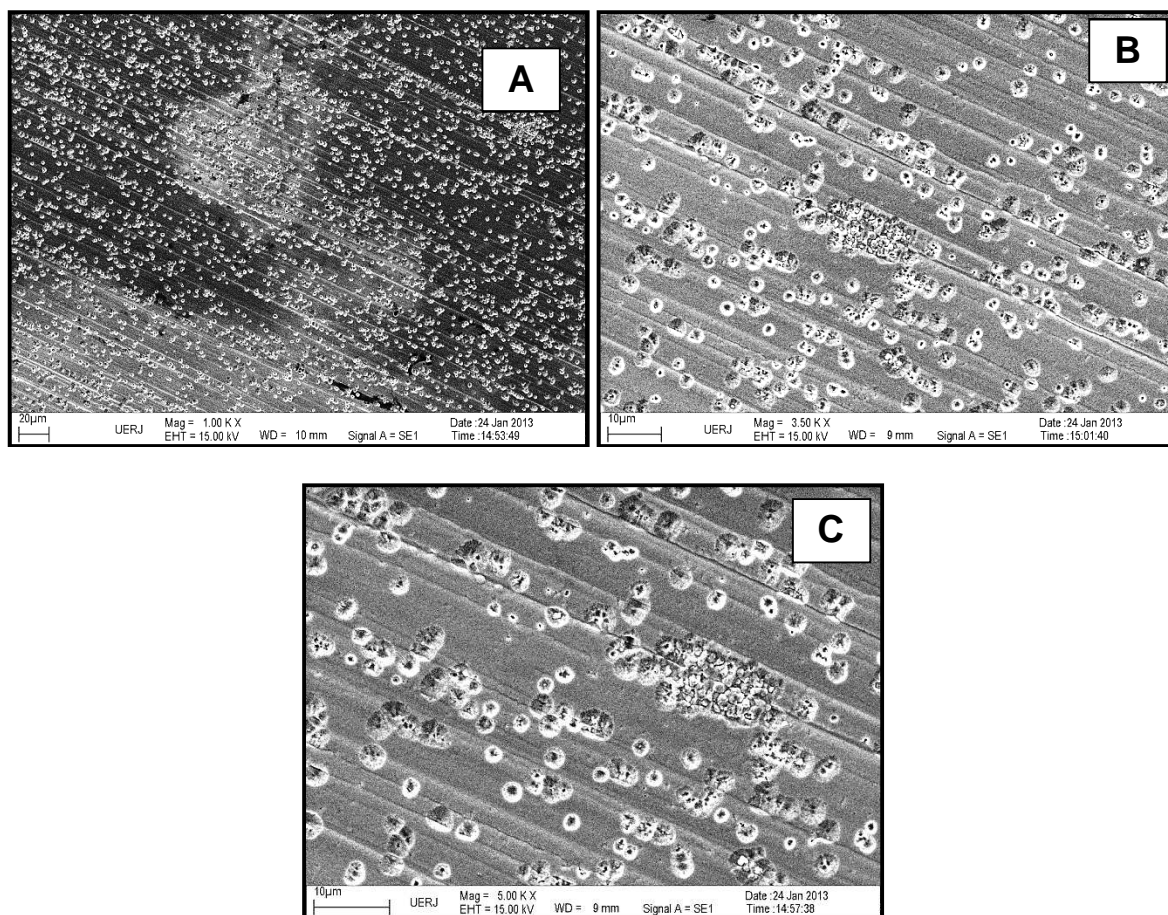 A
20µm
UERJ
Mag = 1.00 K X
EHT = 15.00 kV
WD = 10 mm
Signal A = SE1
Date :24 Jan 2013
Time :14:53:49
B
10µm
UERJ
Mag = 3.50 K X
EHT = 15.00 kV
WD = 9 mm
Signal A = SE1
Date :24 Jan 2013
Time :15:01:40
C
10µm
UERJ
Mag = 5.00 K X
EHT = 15.00 kV
WD = 9 mm
Signal A = SE1
Date :24 Jan 2013
Time :14:57:38